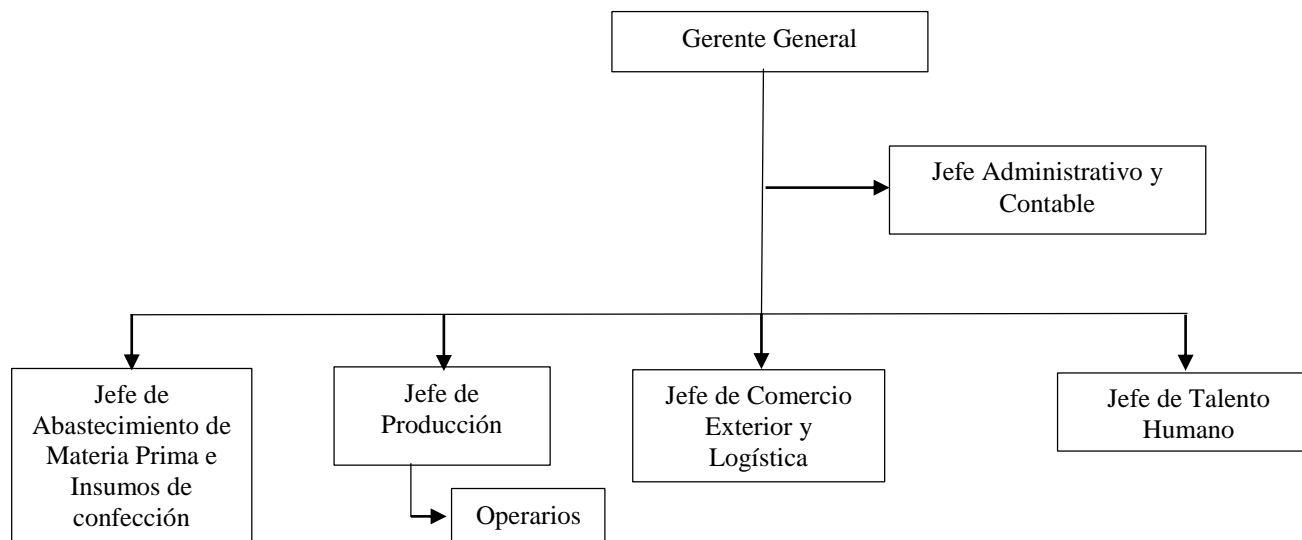 Gerente General
Jefe Administrativo y
Contable
Jefe de
Abastecimiento de
Materia Prima e
Insumos de
confección
Jefe de
Producción
Operarios
Jefe de Comercio
Exterior y
Logística
Jefe de Talento
Humano